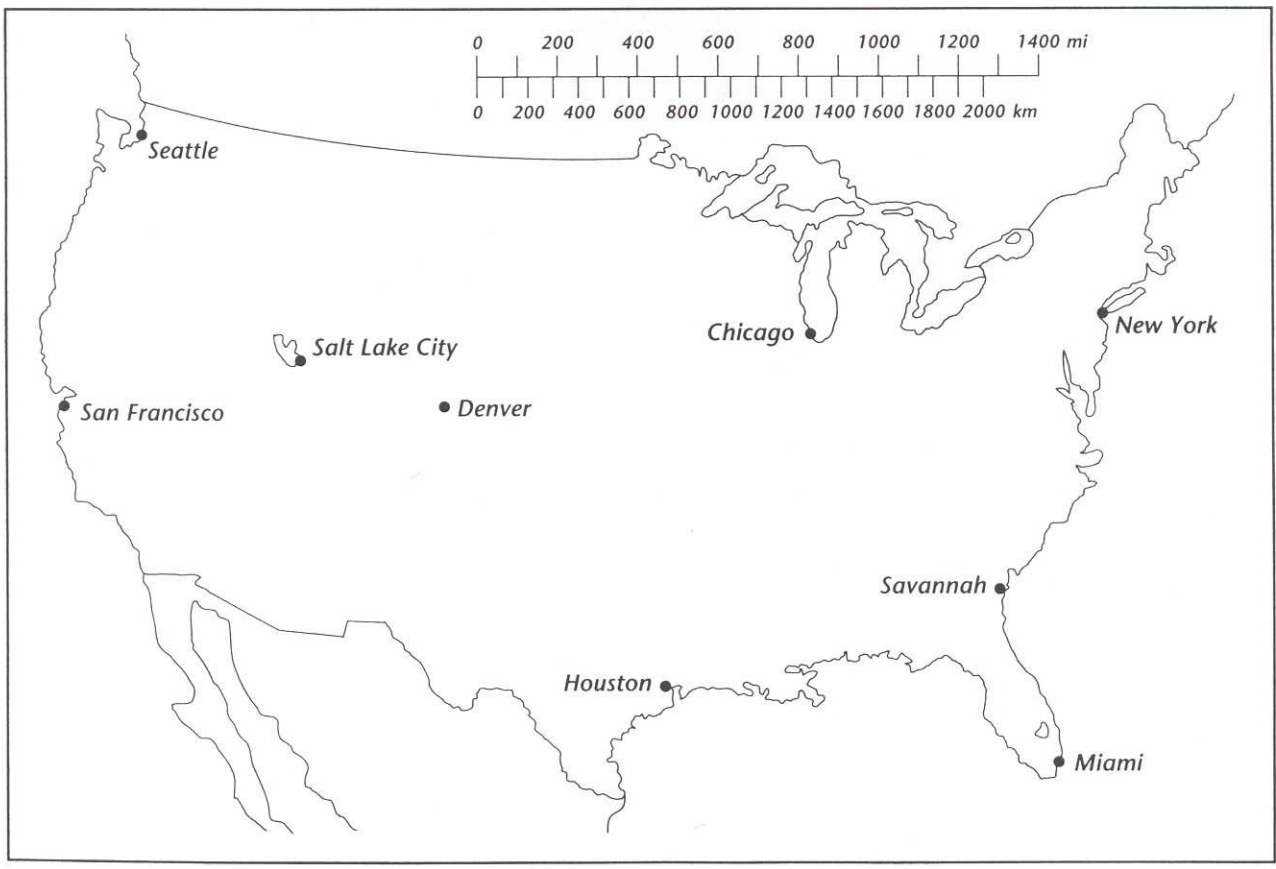 0 200 400 600 800 1000 1200 1400 mi
0 200 400 600 800 1000 1200 1400 1600 1800 2000 km
Seattle
New York
Chicago
Salt Lake City
Denver
San Francisco
Savannah
Houston
Miami